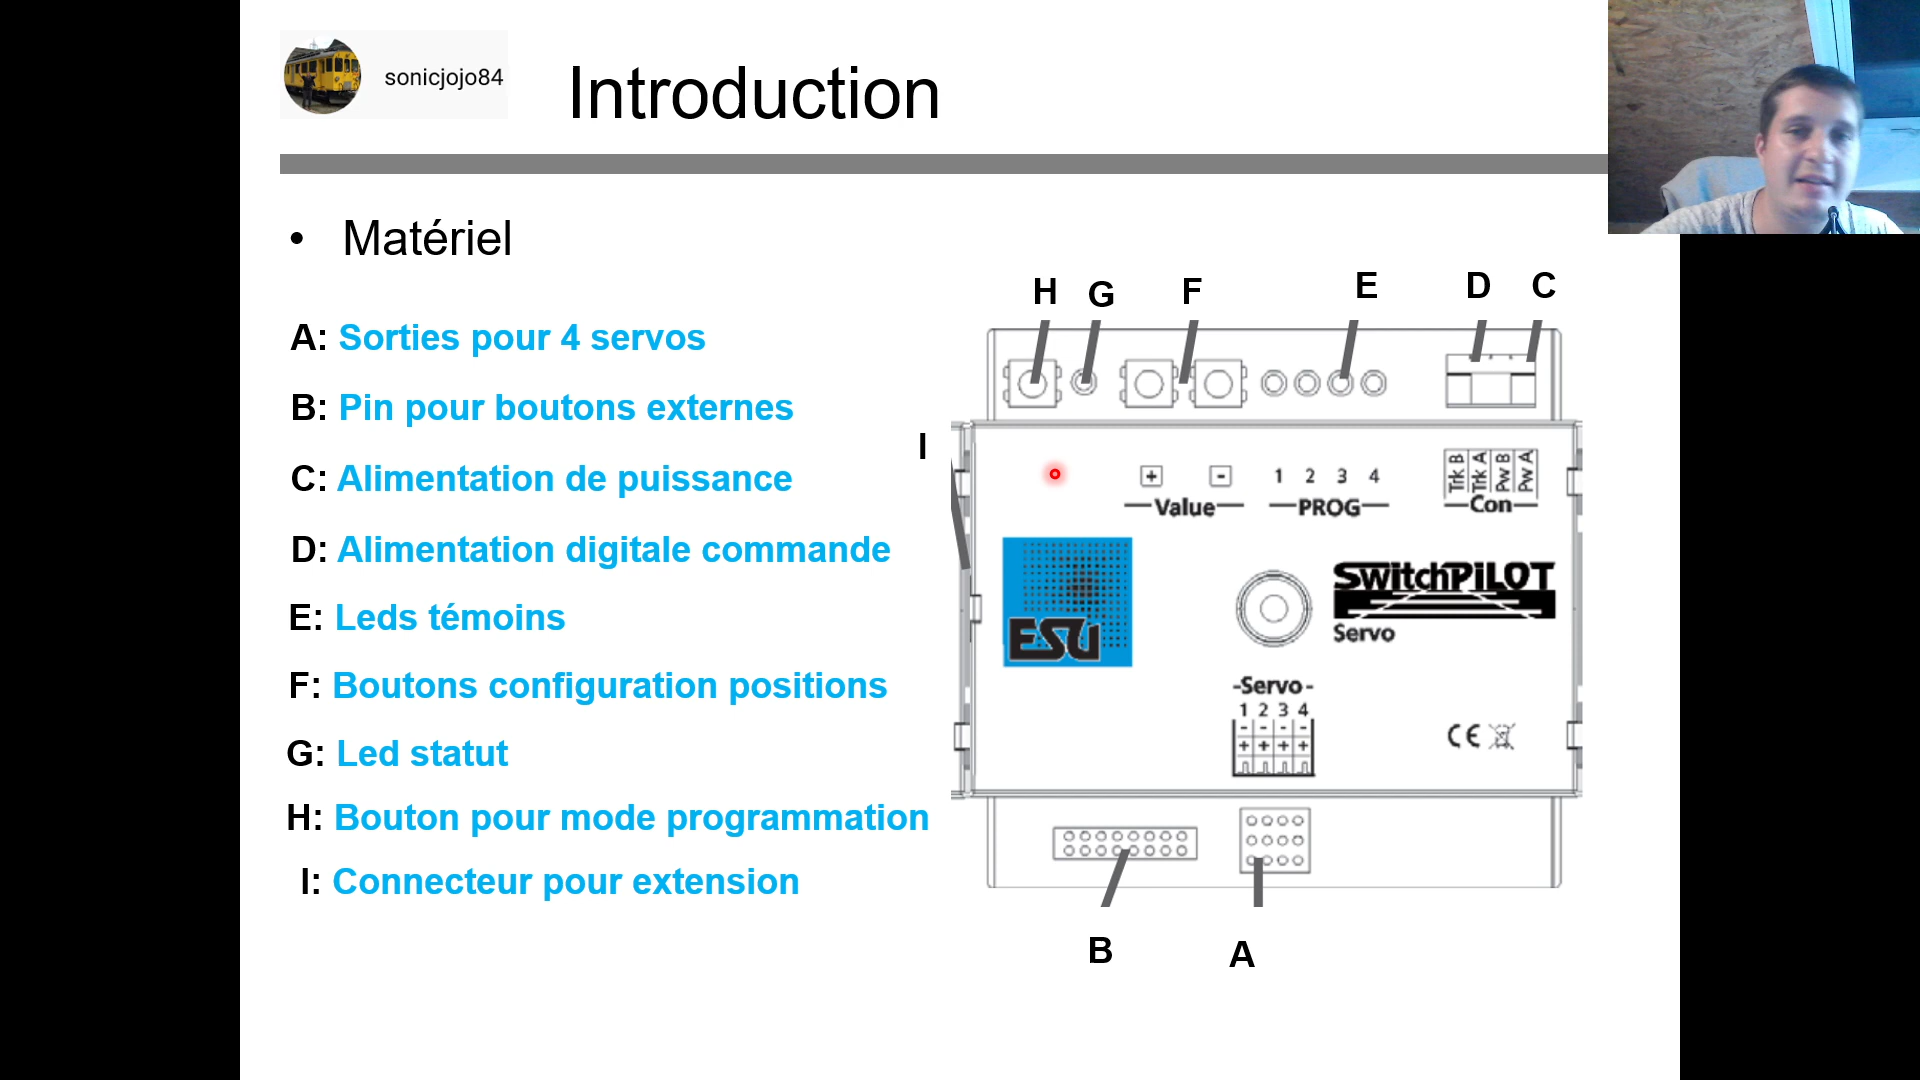 sonicjojo84
Introduction
• Matériel
A: Sorties pour 4 servos
B: Pin pour boutons externes
C: Alimentation de puissance
D: Alimentation digitale commande
E: Leds témoins
F: Boutons configuration positions
G: Led statut
H: Bouton pour mode programmation
I: Connecteur pour extension
H G F E D C
I
+ - 1 2 3 4
Value PROG
Trk B Trk A Pw B Pw A
Con
ESU
SwitchPILOT
Servo
-Servo-
1 2 3 4
- - - -
+ + + +
CE
B A